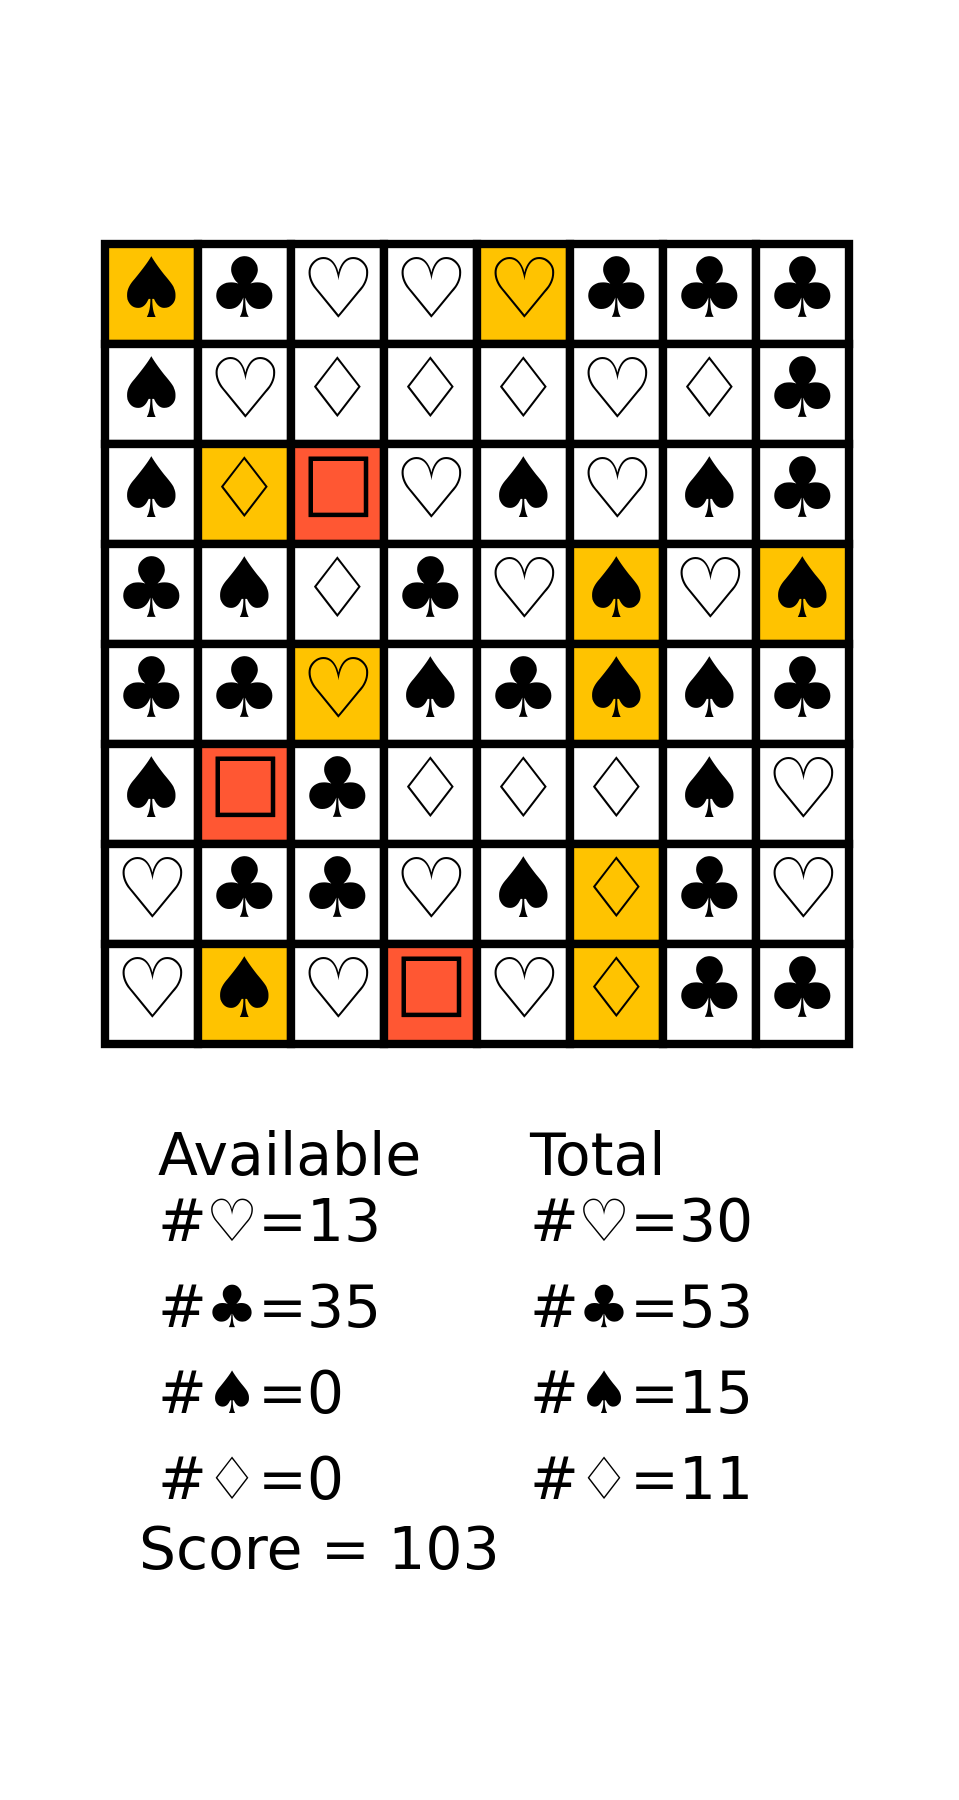 ♠ ♣ ♡ ♡ ♡ ♣ ♣ ♣
♠ ♡ ♢ ♢ ♢ ♡ ♢ ♣
♠ ♢ □ ♡ ♠ ♡ ♠ ♣
♣ ♠ ♢ ♣ ♡ ♠ ♡ ♠
♣ ♣ ♡ ♠ ♣ ♠ ♠ ♣
♠ □ ♣ ♢ ♢ ♢ ♠ ♡
♡ ♣ ♣ ♡ ♠ ♢ ♣ ♡
♡ ♠ ♡ □ ♡ ♢ ♣ ♣
Available Total
#♡=13 #♡=30
#♣=35 #♣=53
#♠=0 #♠=15
#♢=0 #♢=11
Score = 103